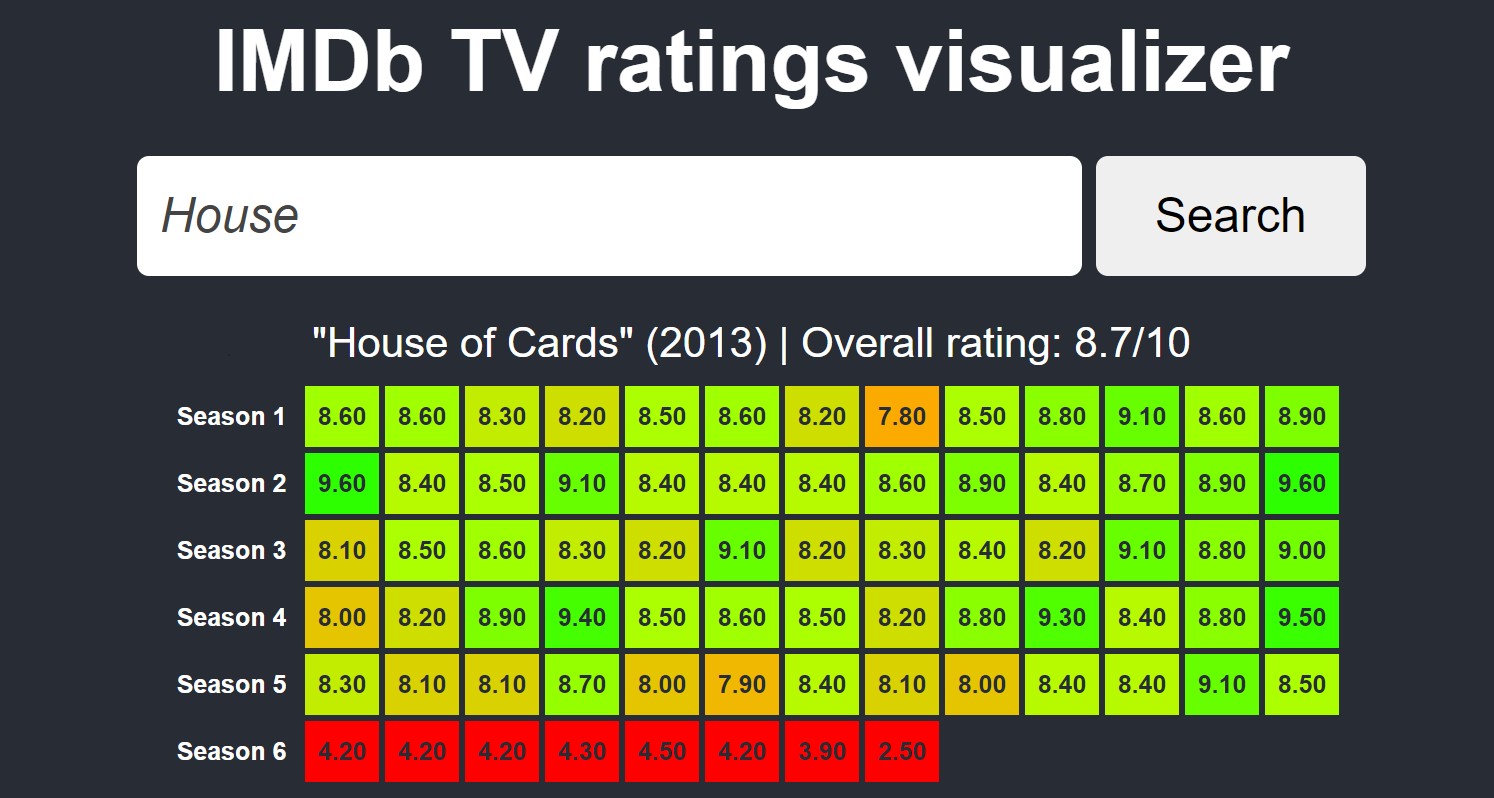 IMDb TV ratings visualizer
House
Search
"House of Cards" (2013) | Overall rating: 8.7/10
Season 1 8.60 8.60 8.30 8.20 8.50 8.60 8.20 7.80 8.50 8.80 9.10 8.60 8.90
Season 2 9.60 8.40 8.50 9.10 8.40 8.40 8.40 8.60 8.90 8.40 8.70 8.90 9.60
Season 3 8.10 8.50 8.60 8.30 8.20 9.10 8.20 8.30 8.40 8.20 9.10 8.80 9.00
Season 4 8.00 8.20 8.90 9.40 8.50 8.60 8.50 8.20 8.80 9.30 8.40 8.80 9.50
Season 5 8.30 8.10 8.10 8.70 8.00 7.90 8.40 8.10 8.00 8.40 8.40 9.10 8.50
Season 6 4.20 4.20 4.20 4.30 4.50 4.20 3.90 2.50